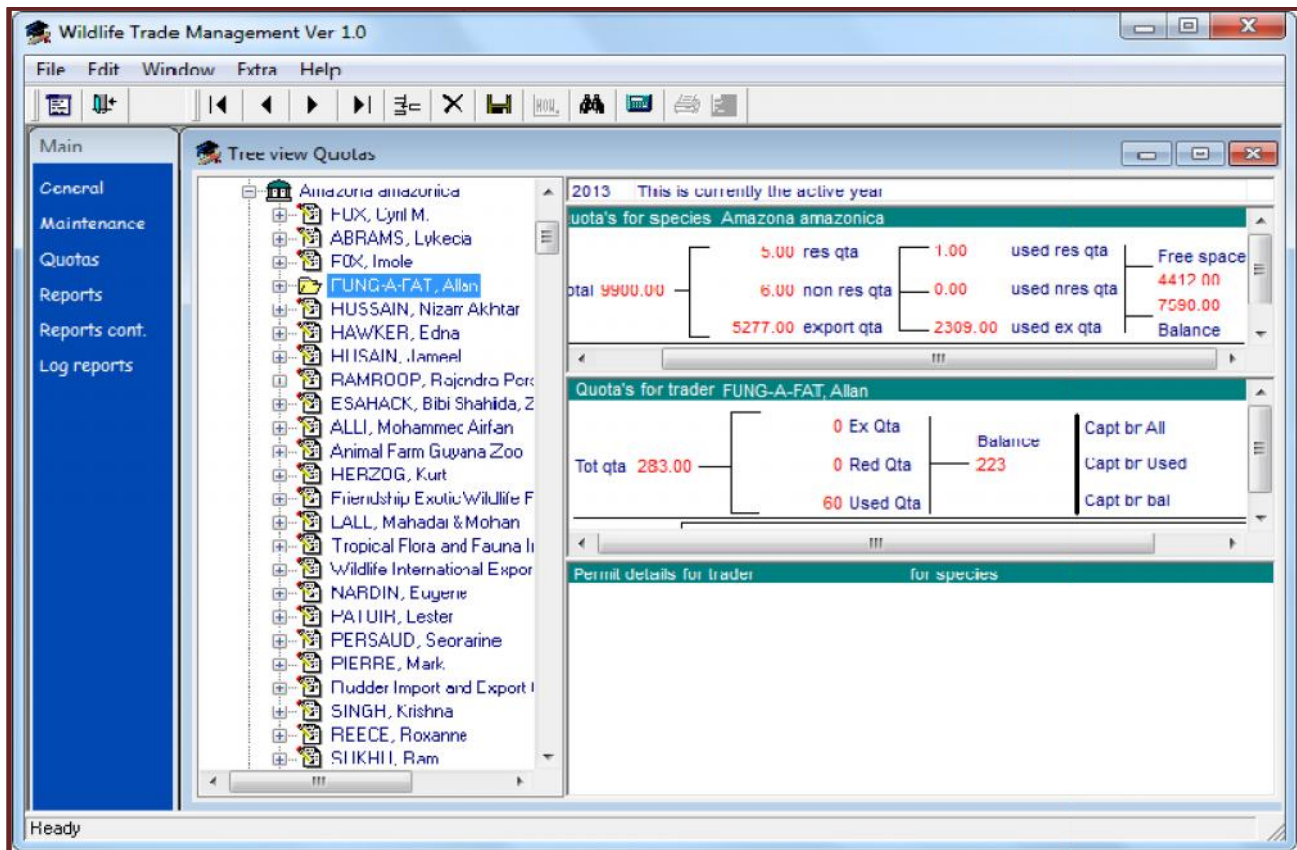 Wildlife Trade Management Ver 1.0
File Edit Window Extra Help
Main
General
Maintenance
Quotas
Reports
Reports cont.
Log reports
Tree view Quotas
Amazona amazonica
FOX, Cyril M.
ABRAMS, Lykecia
FOX, Imole
FUNG-A-FAT, Allan
HUSSAIN, Nizam Akhtar
HAWKER, Edna
HUSAIN, Jameel
RAMROOP, Rajendra Pers
ESAHACK, Bibi Shahida, Z
ALLI, Mohammed Airfan
Animal Farm Guyana Zoo
HERZOG, Kurt
Friendship Exotic Wildlife F
LALL, Mahadai & Mohan
Tropical Flora and Fauna I
Wildlife International Expor
NARDIN, Eugene
PATOIR, Lester
PERSAUD, Seorarine
PIERRE, Mark
Rudder Import and Export
SINGH, Krishna
REECE, Roxanne
SUKHU, Ram
2013 This is currently the active year
uota's for species Amazona amazonica
5.00 res qta 1.00 used res qta Free space
4412.00
otal 9900.00 6.00 non res qta 0.00 used nres qta
7590.00
5277.00 export qta 2309.00 used ex qta Balance
Quota's for trader FUNG-A-FAT, Allan
0 Ex Qta Balance Capt br All
Tot qta 283.00 0 Red Qta 223 Capt br Used
60 Used Qta Capt br bal
Permit details for trader for species
Ready